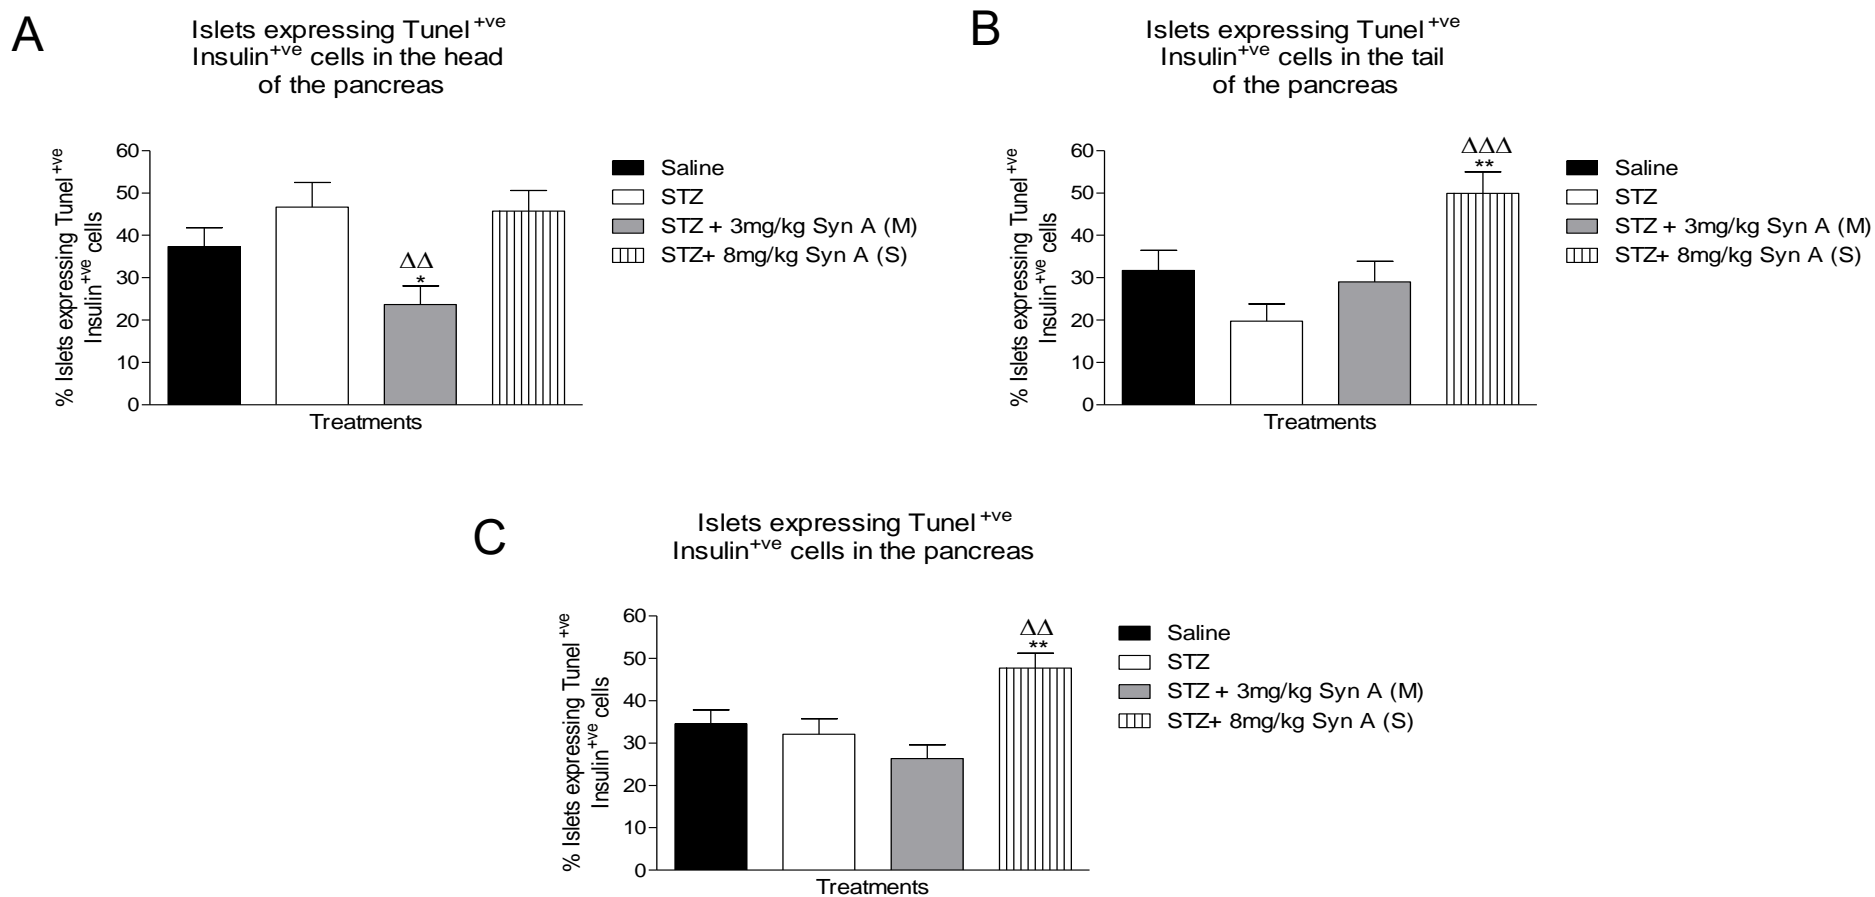 A
Islets expressing Tunel +ve
Insulin+ve cells in the head
of the pancreas
% Islets expressing Tunel +ve
Insulin+ve cells
60
50
40
30
20
10
0
ΔΔ
*
Treatments
Saline
STZ
STZ + 3mg/kg Syn A (M)
STZ+ 8mg/kg Syn A (S)
B
Islets expressing Tunel +ve
Insulin+ve cells in the tail
of the pancreas
% Islets expressing Tunel +ve
Insulin+ve cells
60
50
40
30
20
10
0
ΔΔΔ
**
Treatments
Saline
STZ
STZ + 3mg/kg Syn A (M)
STZ+ 8mg/kg Syn A (S)
C
Islets expressing Tunel +ve
Insulin+ve cells in the pancreas
% Islets expressing Tunel +ve
Insulin+ve cells
60
50
40
30
20
10
0
ΔΔ
**
Treatments
Saline
STZ
STZ + 3mg/kg Syn A (M)
STZ+ 8mg/kg Syn A (S)